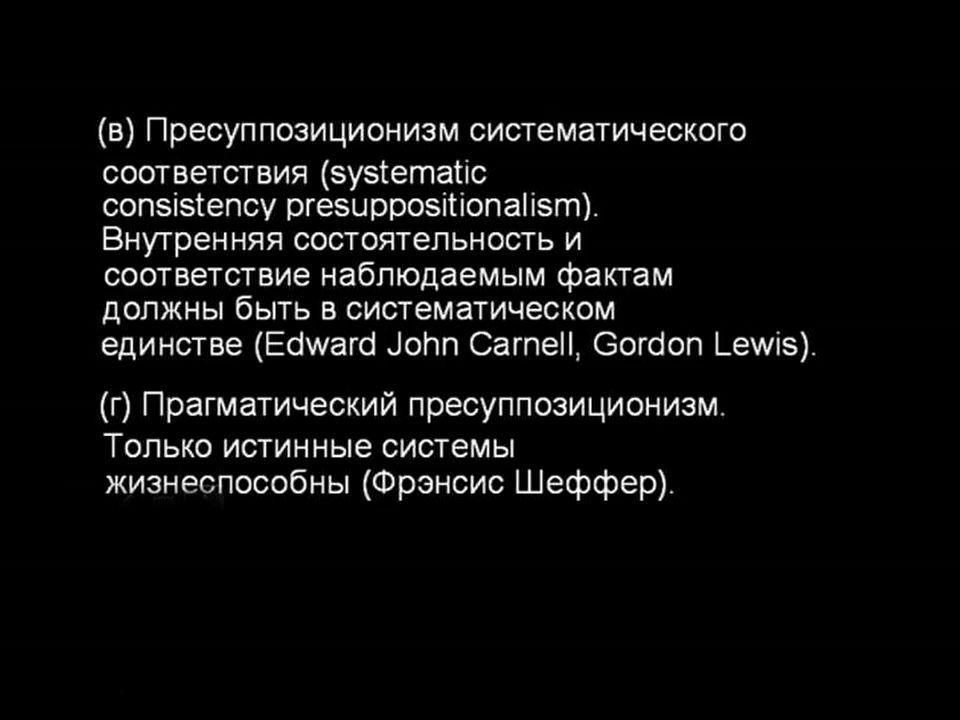 (в) Пресуппозиционизм систематического
соответствия (systematic
consistency presuppositionalism).
Внутренняя состоятельность и
соответствие наблюдаемым фактам
должны быть в систематическом
единстве (Edward John Carnell, Gordon Lewis).
(г) Прагматический пресуппозиционизм.
Только истинные системы
жизнеспособны (Фрэнсис Шеффер).